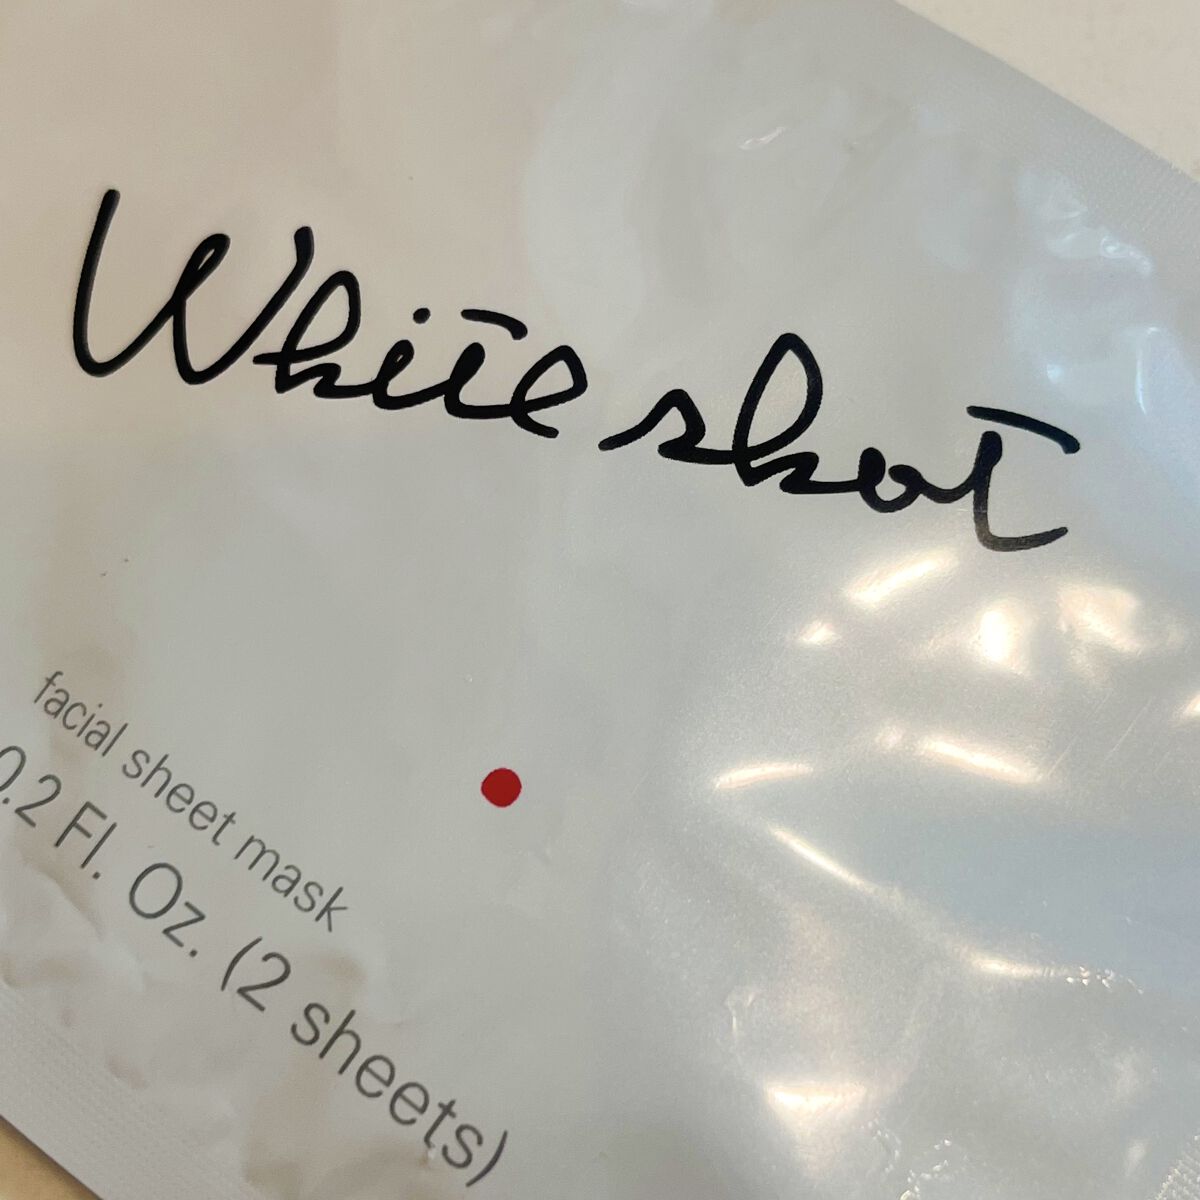 White shot
facial sheet mask
0.2 Fl. Oz. (2 sheets)